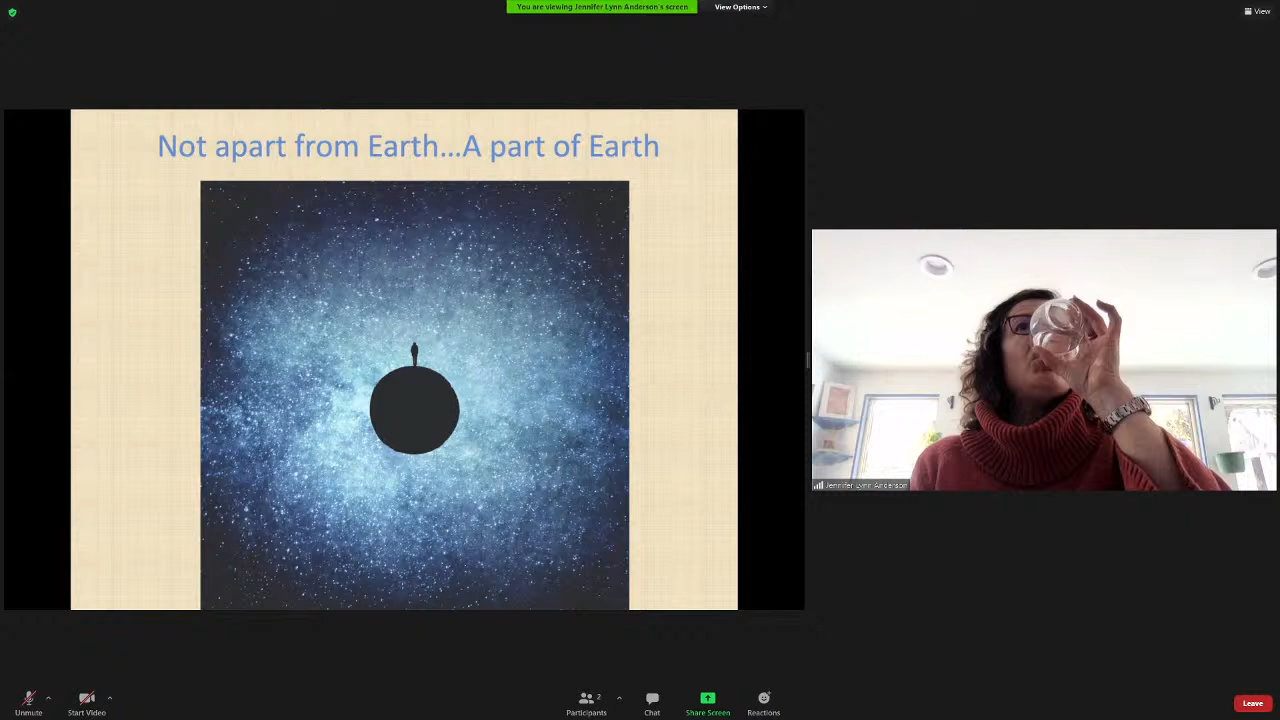 You are viewing Jennifer Lynn Anderson's screen
View Options
View
Not apart from Earth...A part of Earth
Jennifer Lynn Anderson
Unmute
Start Video
2
Participants
Chat
Share Screen
Reactions
Leave